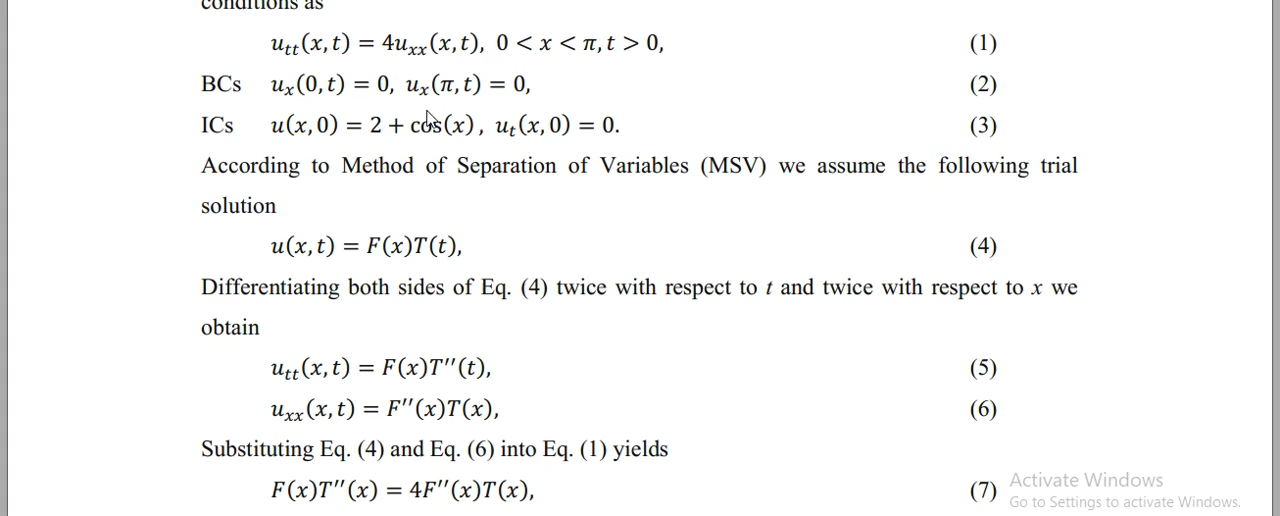 conditions as
u_tt(x, t) = 4u_xx(x, t), 0 < x < π, t > 0, (1)
BCs u_x(0, t) = 0, u_x(π, t) = 0, (2)
ICs u(x, 0) = 2 + cos(x), u_t(x, 0) = 0. (3)
According to Method of Separation of Variables (MSV) we assume the following trial
solution
u(x, t) = F(x)T(t), (4)
Differentiating both sides of Eq. (4) twice with respect to t and twice with respect to x we
obtain
u_tt(x, t) = F(x)T′′(t), (5)
u_xx(x, t) = F′′(x)T(x), (6)
Substituting Eq. (4) and Eq. (6) into Eq. (1) yields
F(x)T′′(x) = 4F′′(x)T(x), (7)
Activate Windows
Go to Settings to activate Windows.